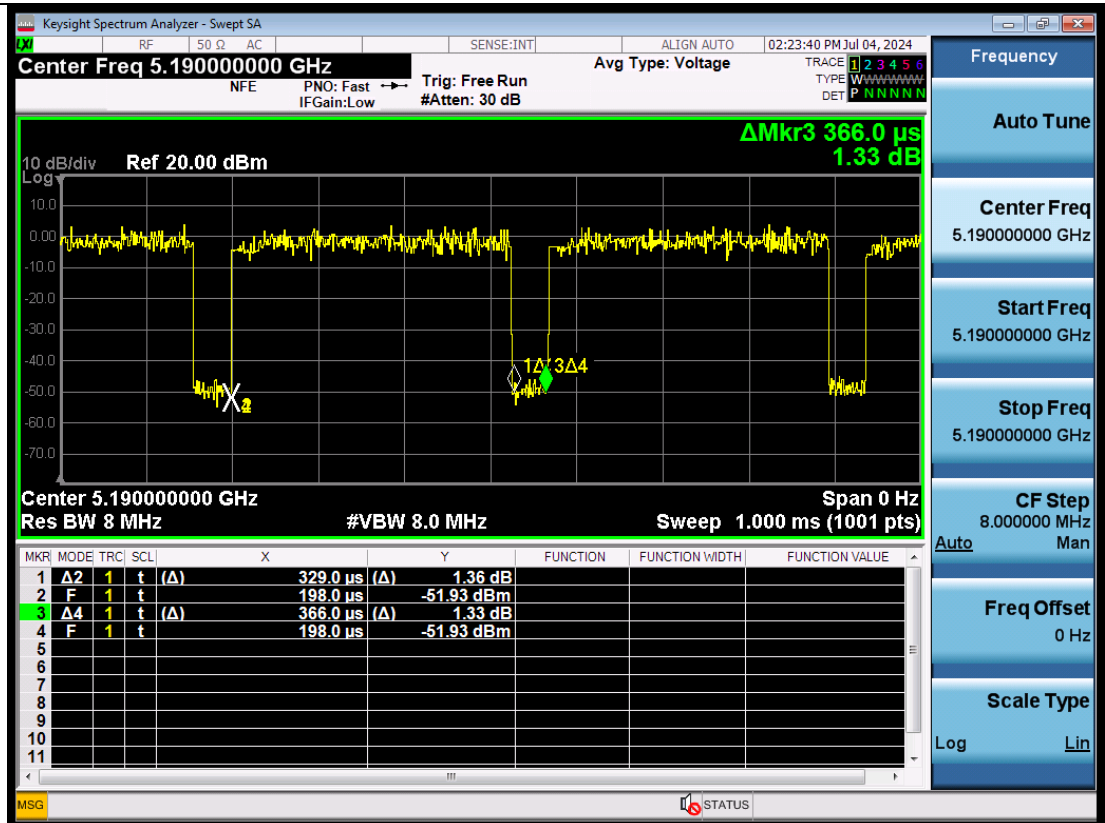 Keysight Spectrum Analyzer - Swept SA
LXI RF 50 Ω AC SENSE:INT ALIGN AUTO 02:23:40 PM Jul 04, 2024
Center Freq 5.190000000 GHz
NFE
PNO: Fast
IFGain:Low
Trig: Free Run
#Atten: 30 dB
Avg Type: Voltage
TRACE 1 2 3 4 5 6
TYPE W W W W W W
DET P N N N N N
ΔMkr3 366.0 µs
1.33 dB
10 dB/div Ref 20.00 dBm
Log
10.0
0.00
-10.0
-20.0
-30.0
-40.0
-50.0
-60.0
-70.0
1Δ 3Δ4
X2
Center 5.190000000 GHz Span 0 Hz
Res BW 8 MHz #VBW 8.0 MHz Sweep 1.000 ms (1001 pts)
MKR MODE TRC SCL X Y FUNCTION FUNCTION WIDTH FUNCTION VALUE
1 Δ2 1 t (Δ) 329.0 µs (Δ) 1.36 dB
2 F 1 t 198.0 µs -51.93 dBm
3 Δ4 1 t (Δ) 366.0 µs (Δ) 1.33 dB
4 F 1 t 198.0 µs -51.93 dBm
5
6
7
8
9
10
11
MSG STATUS
Frequency
Auto Tune
Center Freq
5.190000000 GHz
Start Freq
5.190000000 GHz
Stop Freq
5.190000000 GHz
CF Step
8.000000 MHz
Auto Man
Freq Offset
0 Hz
Scale Type
Log Lin